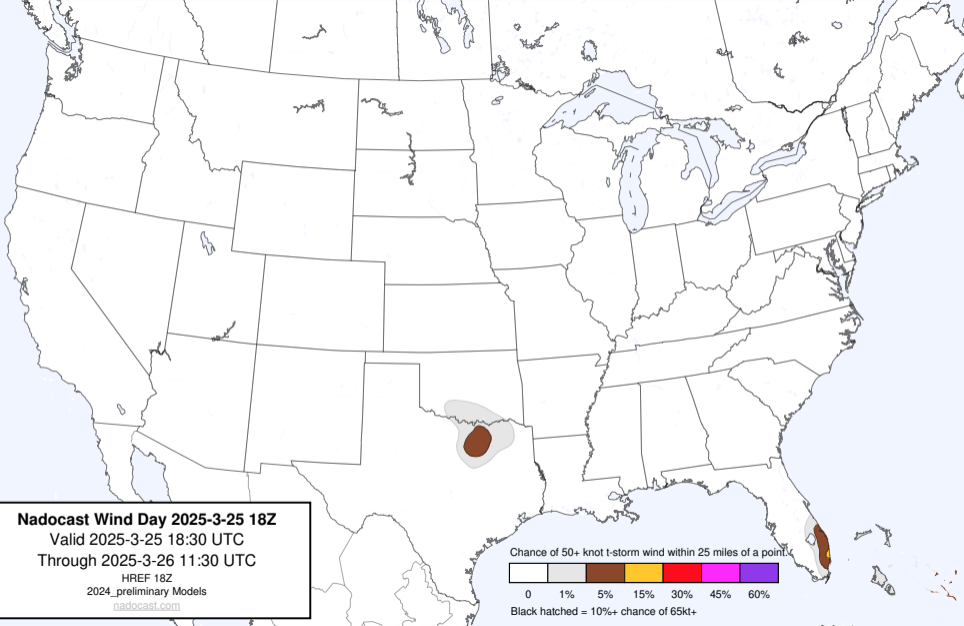 Nadocast Wind Day 2025-3-25 18Z
Valid 2025-3-25 18:30 UTC
Through 2025-3-26 11:30 UTC
HREF 18Z
2024_preliminary Models
nadocast.com
Chance of 50+ knot t-storm wind within 25 miles of a point.
0 1% 5% 15% 30% 45% 60%
Black hatched = 10%+ chance of 65kt+